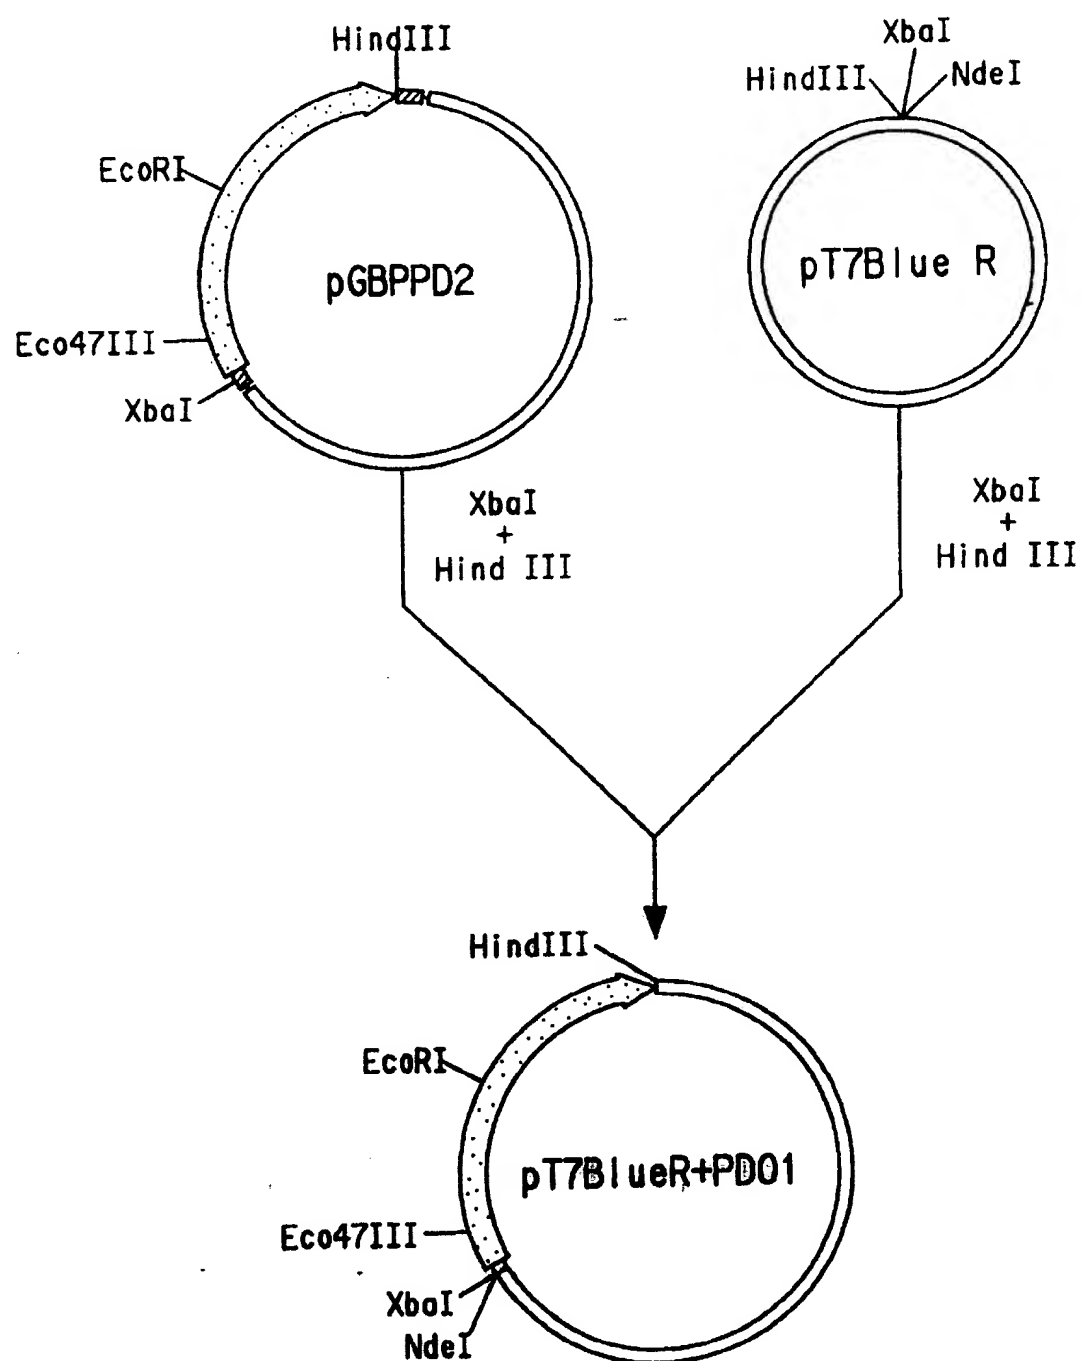 HindIII
EcoRI
pGBPPD2
Eco47III
XbaI
XbaI
+
Hind III
XbaI
HindIII
NdeI
pT7Blue R
XbaI
+
Hind III
HindIII
EcoRI
pT7BlueR+PD01
Eco47III
XbaI
NdeI